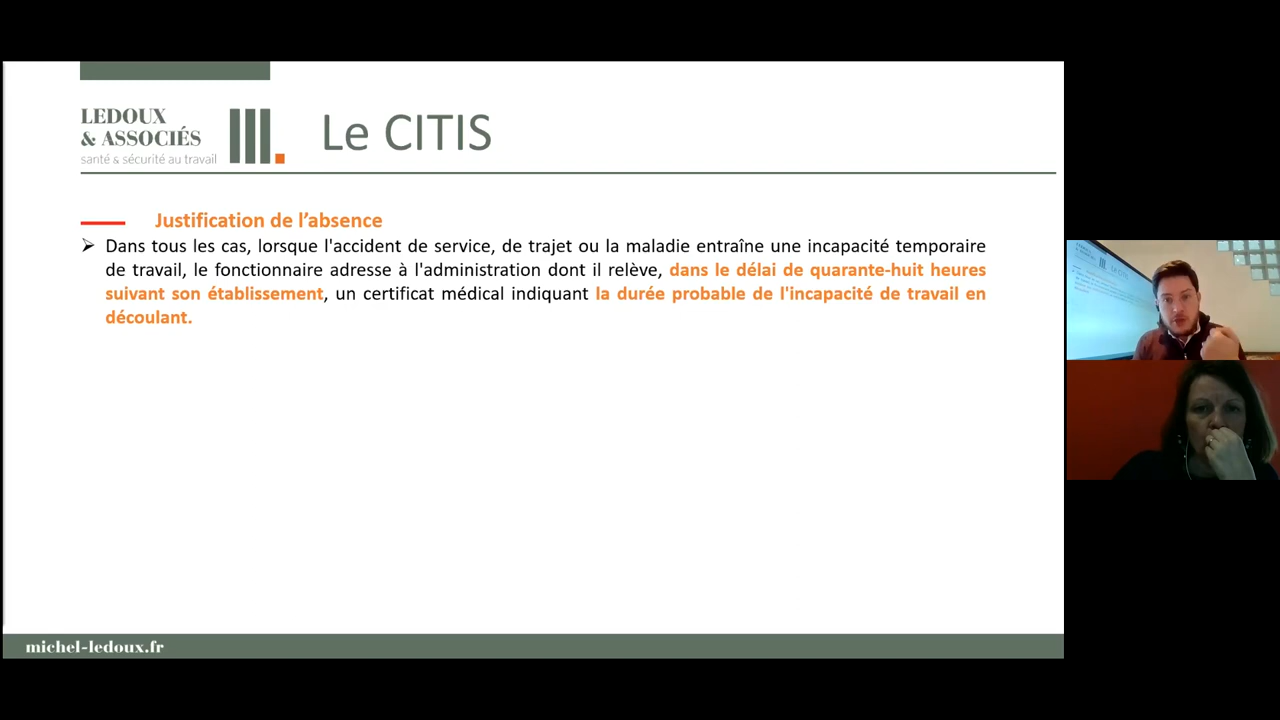 LEDOUX
& ASSOCIÉS
santé & sécurité au travail
Le CITIS
Justification de l’absence
➢ Dans tous les cas, lorsque l'accident de service, de trajet ou la maladie entraîne une incapacité temporaire
de travail, le fonctionnaire adresse à l'administration dont il relève, dans le délai de quarante-huit heures
suivant son établissement, un certificat médical indiquant la durée probable de l'incapacité de travail en
découlant.
michel-ledoux.fr